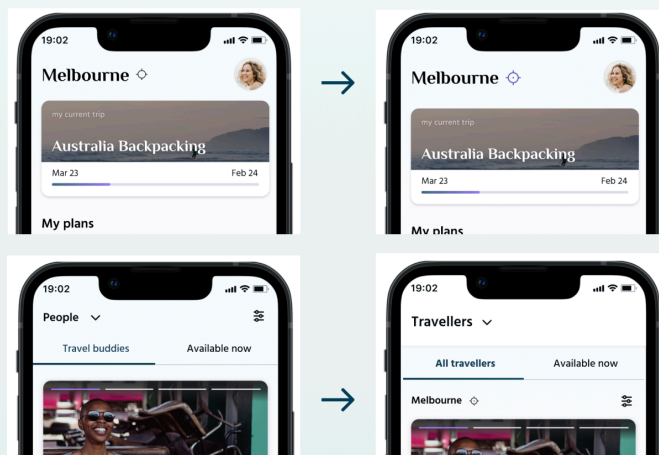 19:02
Melbourne
my current trip
Australia Backpacking
Mar 23 Feb 24
My plans
19:02
Melbourne
my current trip
Australia Backpacking
Mar 23 Feb 24
My plans
19:02
People
Travel buddies Available now
19:02
Travellers
All travellers Available now
Melbourne